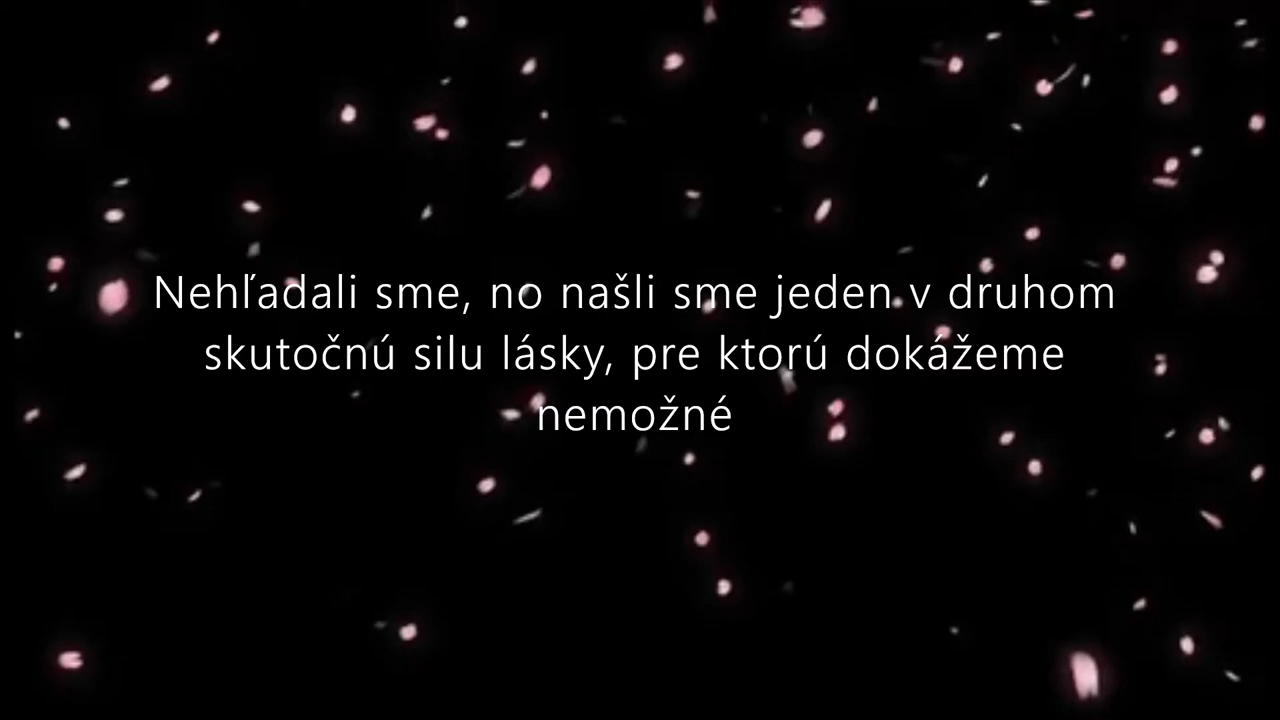 Nehľadali sme, no našli sme jeden v druhom
skutočnú silu lásky, pre ktorú dokážeme
nemožné